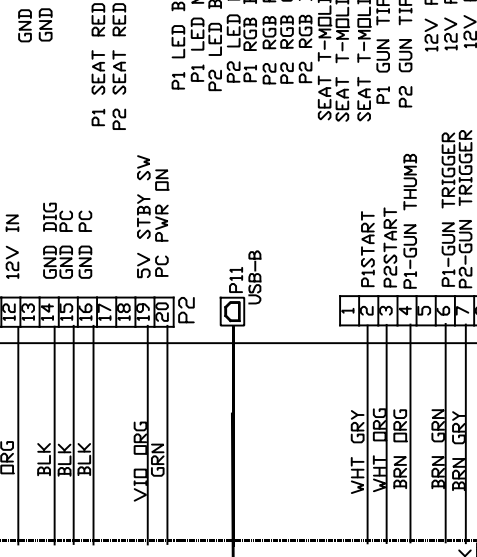 GND
GND
P1 SEAT RED
P2 SEAT RED
P1 LED B
P1 LED
P2 LED B
P2 LED
P1 RGB
P2 RGB
P2 RGB
P2 RGB
SEAT T-MOLI
SEAT T-MOLI
SEAT T-MOLI
P1 GUN TIP
P2 GUN TIP
12V
12V
12V
12V IN
GND DIG
GND PC
GND PC
5V STBY SW
PC PWR ON
P11
USB-B
P1START
P2START
P1-GUN THUMB
P1-GUN TRIGGER
P2-GUN TRIGGER
12
13
14
15
16
17
18
19
20
P2
1
2
3
4
5
6
7
ORG
BLK
BLK
BLK
VIO ORG
GRN
WHT GRY
WHT ORG
BRN ORG
BRN GRN
BRN GRY